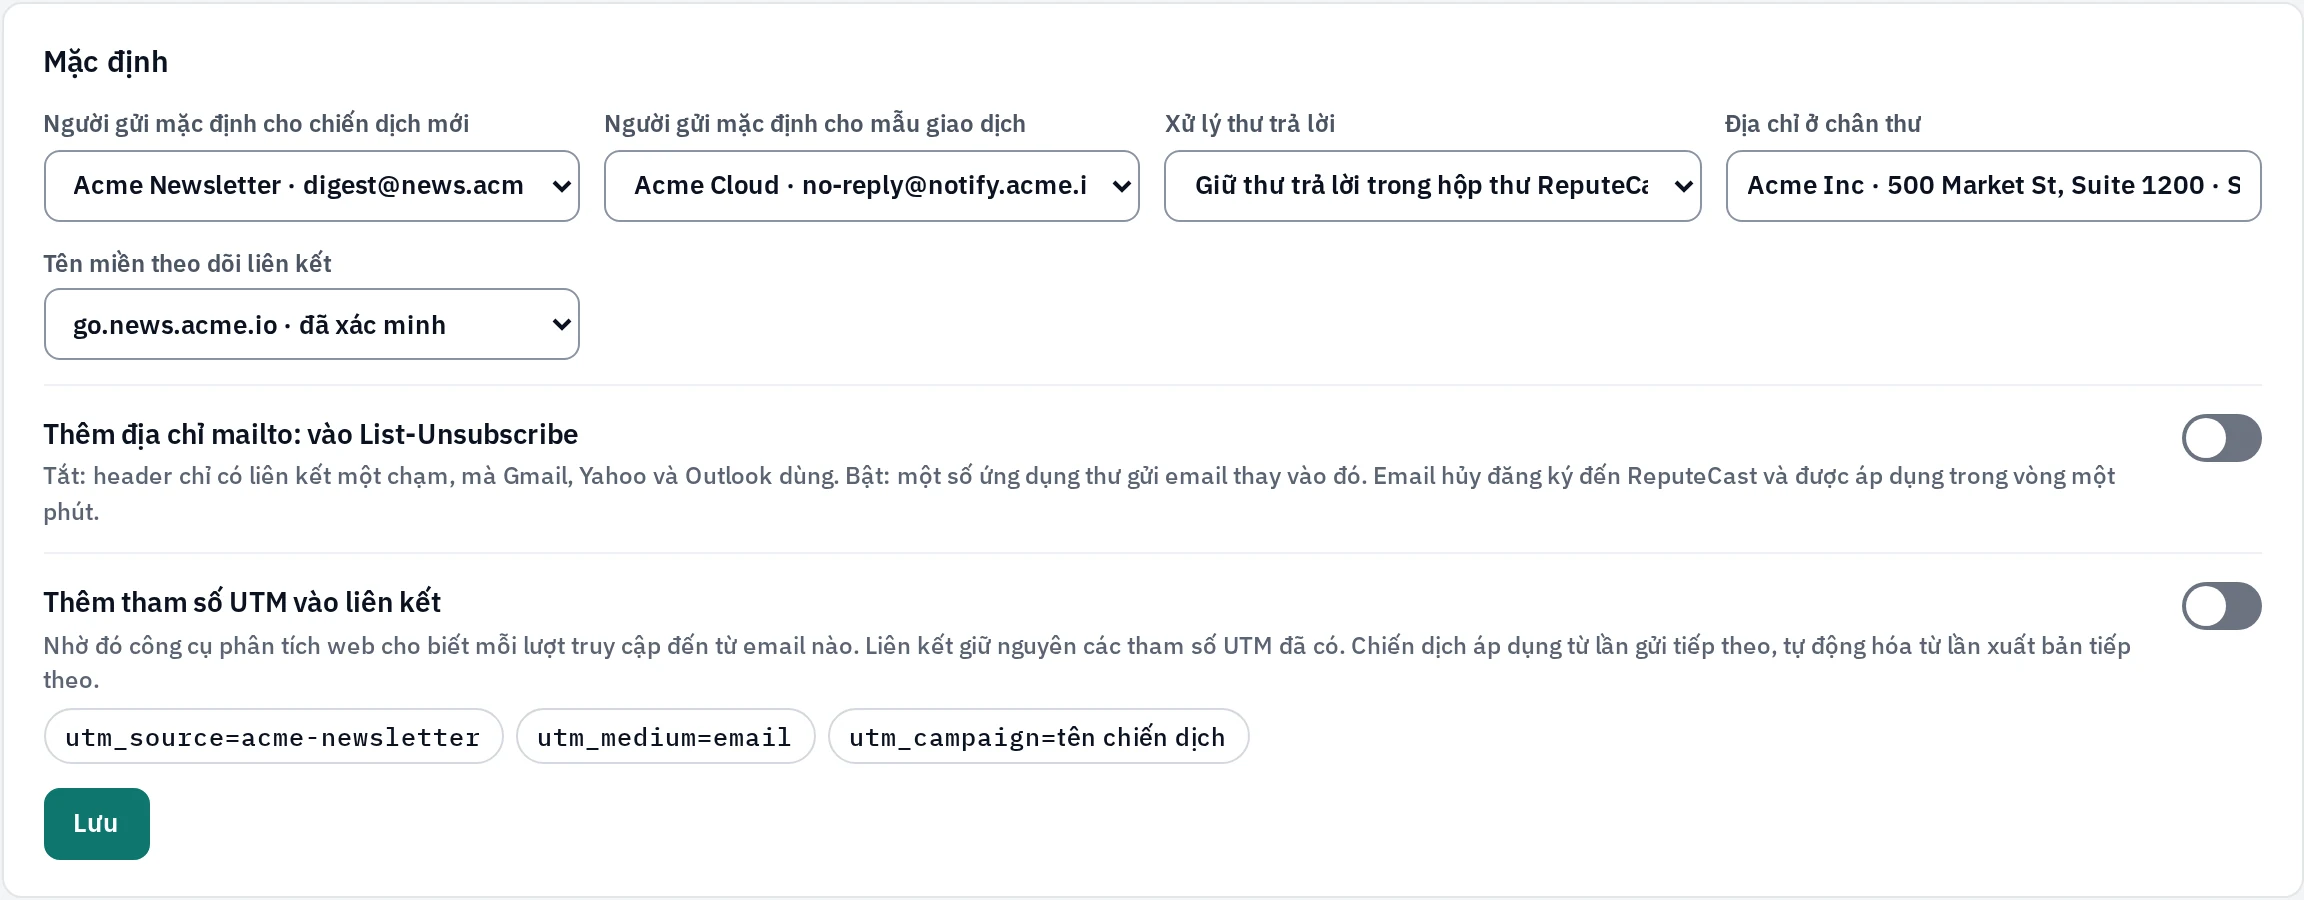 Mặc định
Người gửi mặc định cho chiến dịch mới
Người gửi mặc định cho mẫu giao dịch
Xử lý thư trả lời
Địa chỉ ở chân thư
Acme Newsletter · digest@news.acm
Acme Cloud · no-reply@notify.acme.i
Giữ thư trả lời trong hộp thư ReputeCa
Acme Inc · 500 Market St, Suite 1200 · S
Tên miền theo dõi liên kết
go.news.acme.io · đã xác minh
Thêm địa chỉ mailto: vào List-Unsubscribe
Tắt: header chỉ có liên kết một chạm, mà Gmail, Yahoo và Outlook dùng. Bật: một số ứng dụng thư gửi email thay vào đó. Email hủy đăng ký đến ReputeCast và được áp dụng trong vòng một
phút.
Thêm tham số UTM vào liên kết
Nhờ đó công cụ phân tích web cho biết mỗi lượt truy cập đến từ email nào. Liên kết giữ nguyên các tham số UTM đã có. Chiến dịch áp dụng từ lần gửi tiếp theo, tự động hóa từ lần xuất bản tiếp
theo.
utm_source=acme-newsletter
utm_medium=email
utm_campaign=tên chiến dịch
Lưu